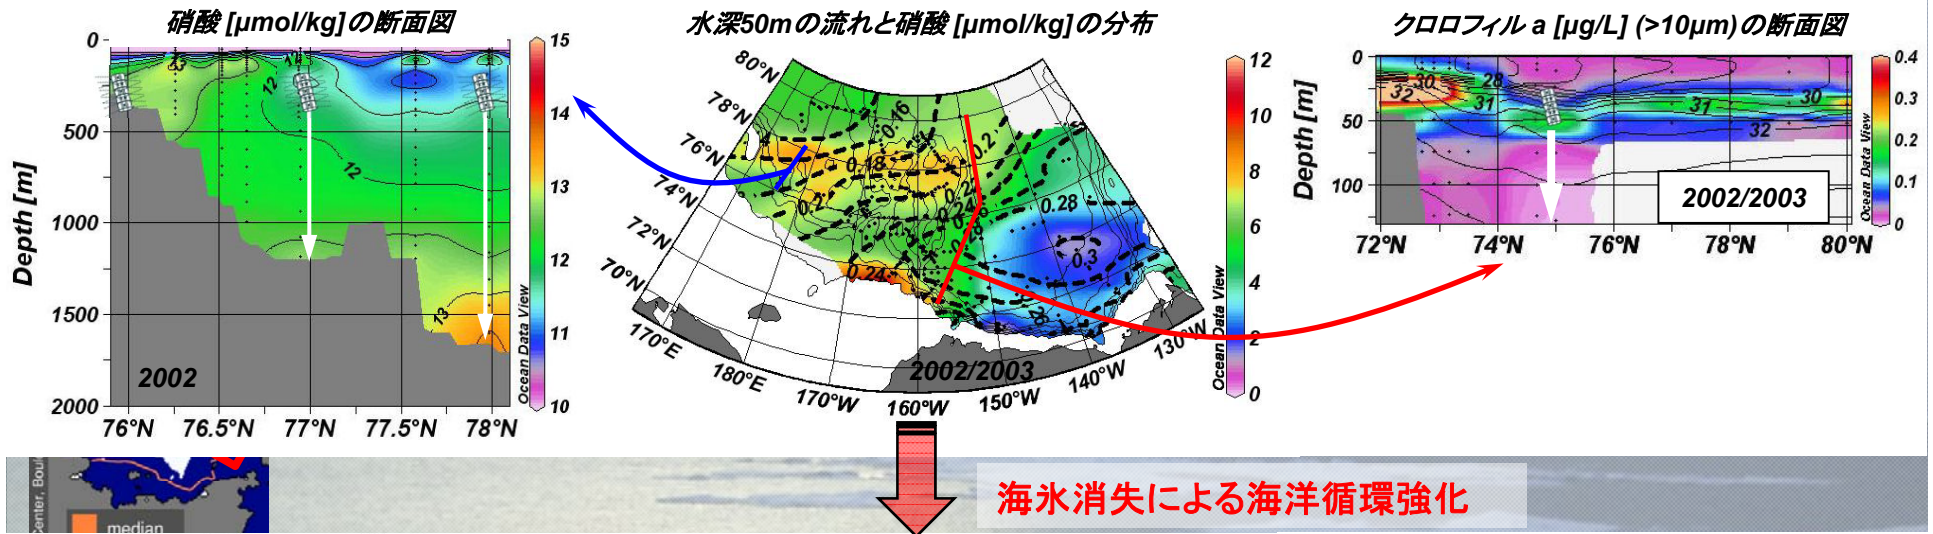 硝酸 [μmol/kg]の断面図
水深50mの流れと硝酸 [μmol/kg]の分布
クロロフィル a [μg/L] (>10μm)の断面図
Depth [m]
0
500
1000
1500
2000
76°N 76.5°N 77°N 77.5°N 78°N
13
12
12
12
13
2002
15
14
13
12
11
10
Ocean Data View
80°N
78°N
76°N
74°N
72°N
70°N
170°E
180°E
170°W
160°W
150°W
140°W
130°W
0.16
0.18
0.2
0.2
0.24
0.24
0.28
0.3
2002/2003
12
10
8
6
4
2
0
Ocean Data View
Depth [m]
0
50
100
72°N 74°N 76°N 78°N 80°N
30
28
32
31
31
30
32
2002/2003
0.4
0.3
0.2
0.1
0
Ocean Data View
海氷消失による海洋循環強化
median